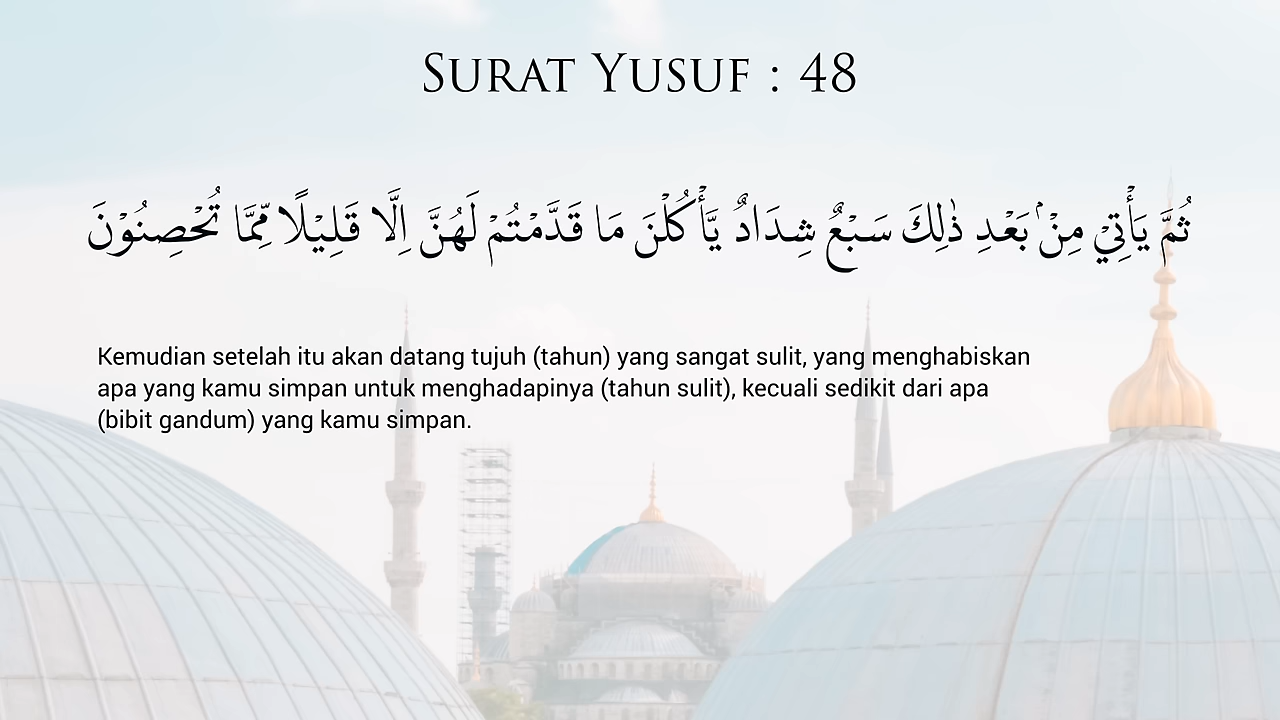 SURAT YUSUF : 48
ثُمَّ يَأْتِيْ مِنْۢ بَعْدِ ذٰلِكَ سَبْعٌ شِدَادٌ يَّأْكُلْنَ مَا قَدَّمْتُمْ لَهُنَّ اِلَّا قَلِيْلًا مِّمَّا تُحْصِنُوْنَ
Kemudian setelah itu akan datang tujuh (tahun) yang sangat sulit, yang menghabiskan
apa yang kamu simpan untuk menghadapinya (tahun sulit), kecuali sedikit dari apa
(bibit gandum) yang kamu simpan.